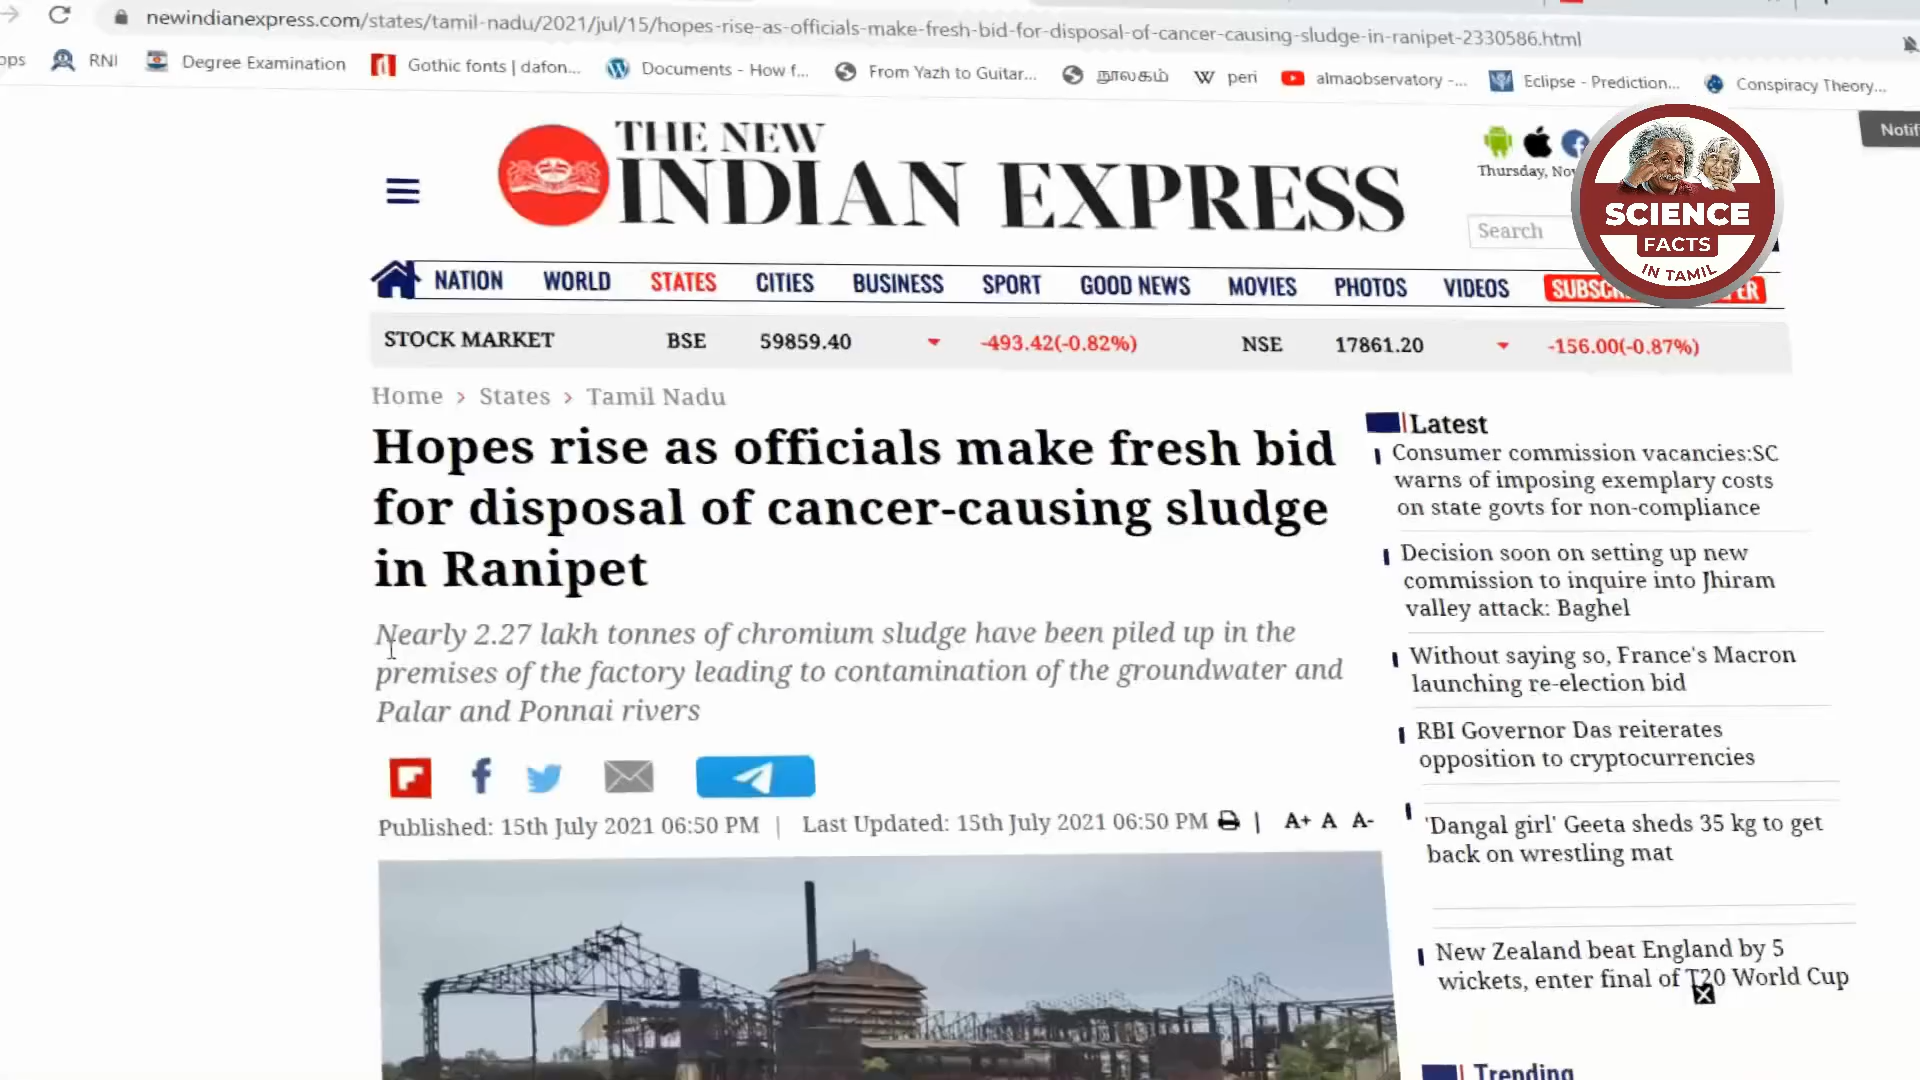 newindianexpress.com/states/tamil-nadu/2021/jul/15/hopes-rise-as-officials-make-fresh-bid-for-disposal-of-cancer-causing-sludge-in-ranipet-2330586.html
RNI
Degree Examination
Gothic fonts | dafon...
Documents - How f...
From Yazh to Guitar...
நூலகம்
W peri
almaobservatory -...
Eclipse - Prediction...
Conspiracy Theory...
THE NEW
INDIAN EXPRESS
Thursday, Nov
Search
SCIENCE
FACTS
IN TAMIL
NATION WORLD STATES CITIES BUSINESS SPORT GOOD NEWS MOVIES PHOTOS VIDEOS
STOCK MARKET BSE 59859.40 -493.42(-0.82%) NSE 17861.20 -156.00(-0.87%)
Home > States > Tamil Nadu
Hopes rise as officials make fresh bid
for disposal of cancer-causing sludge
in Ranipet
Nearly 2.27 lakh tonnes of chromium sludge have been piled up in the
premises of the factory leading to contamination of the groundwater and
Palar and Ponnai rivers
Published: 15th July 2021 06:50 PM | Last Updated: 15th July 2021 06:50 PM | A+ A A-
Latest
Consumer commission vacancies:SC
warns of imposing exemplary costs
on state govts for non-compliance
Decision soon on setting up new
commission to inquire into Jhiram
valley attack: Baghel
Without saying so, France's Macron
launching re-election bid
RBI Governor Das reiterates
opposition to cryptocurrencies
'Dangal girl' Geeta sheds 35 kg to get
back on wrestling mat
New Zealand beat England by 5
wickets, enter final of T20 World Cup
Trending